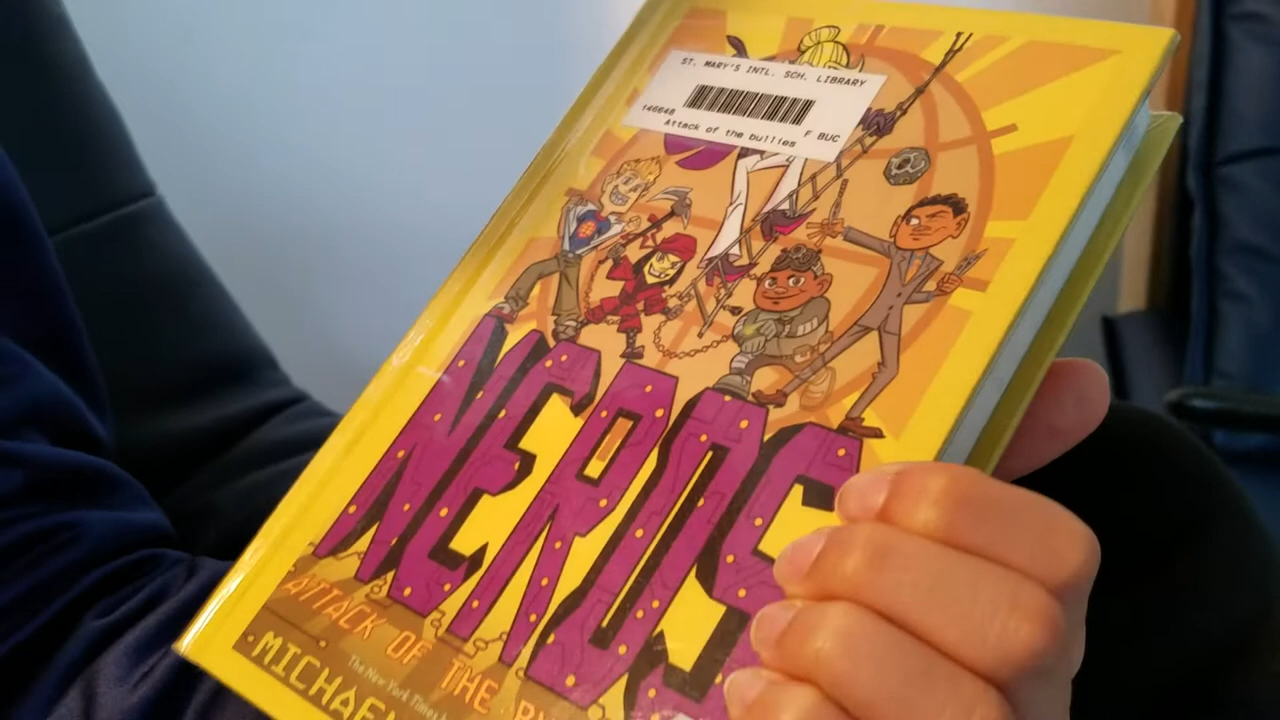 ST. MARY'S INTL. SCH. LIBRARY
146648
F BUC
Attack of the bullies
NERDS
ATTACK OF THE
The New York Times
MICHAEL